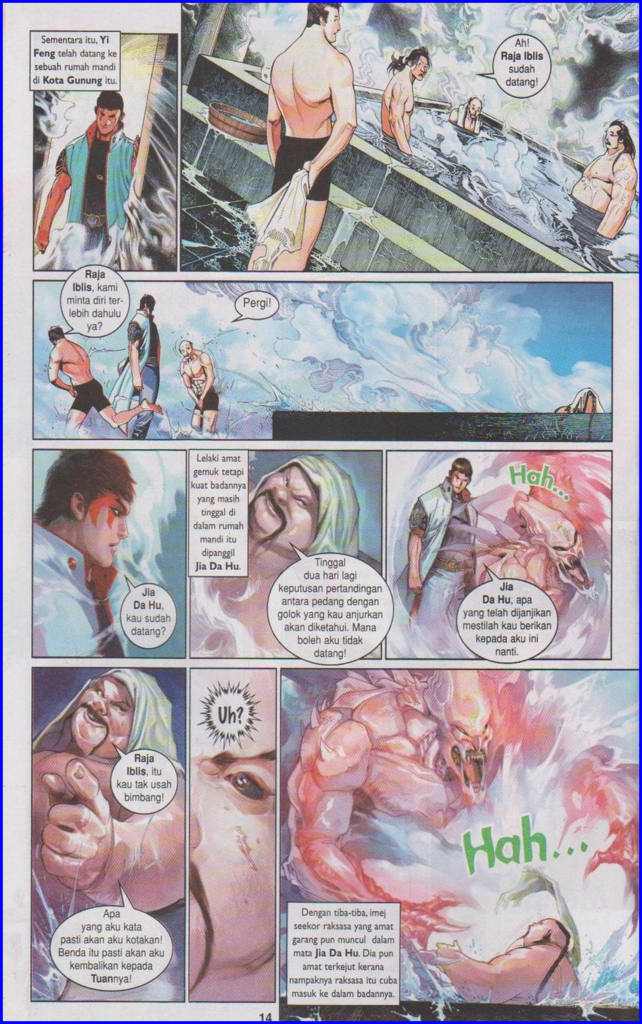 Sementara itu, Yi
Feng telah datang ke
sebuah rumah mandi
di Kota Gunung itu.
Ah!
Raja Iblis
sudah
datang!
Raja
Iblis, kami
minta diri ter-
lebih dahulu
ya?
Pergi!
Jia
Da Hu,
kau sudah
datang?
Lelaki amat
gemuk tetapi
kuat badannya
yang masih
tinggal di
dalam rumah
mandi itu
dipanggil
Jia Da Hu.
Tinggal
dua hari lagi
keputusan pertandingan
antara pedang dengan
golok yang kau anjurkan
akan diketahui. Mana
boleh aku tidak
datang!
Hah...
Jia
Da Hu, apa
yang telah dijanjikan
mestilah kau berikan
kepada aku ini
nanti.
Raja
Iblis, itu
kau tak usah
bimbang!
Apa
yang aku kata
pasti akan aku kotakan!
Benda itu pasti akan aku
kembalikan kepada
Tuannya!
Uh?
Hah...
Dengan tiba-tiba, imej
seekor raksasa yang amat
garang pun muncul dalam
mata Jia Da Hu. Dia pun
amat terkejut kerana
nampaknya raksasa itu cuba
masuk ke dalam badannya.
14